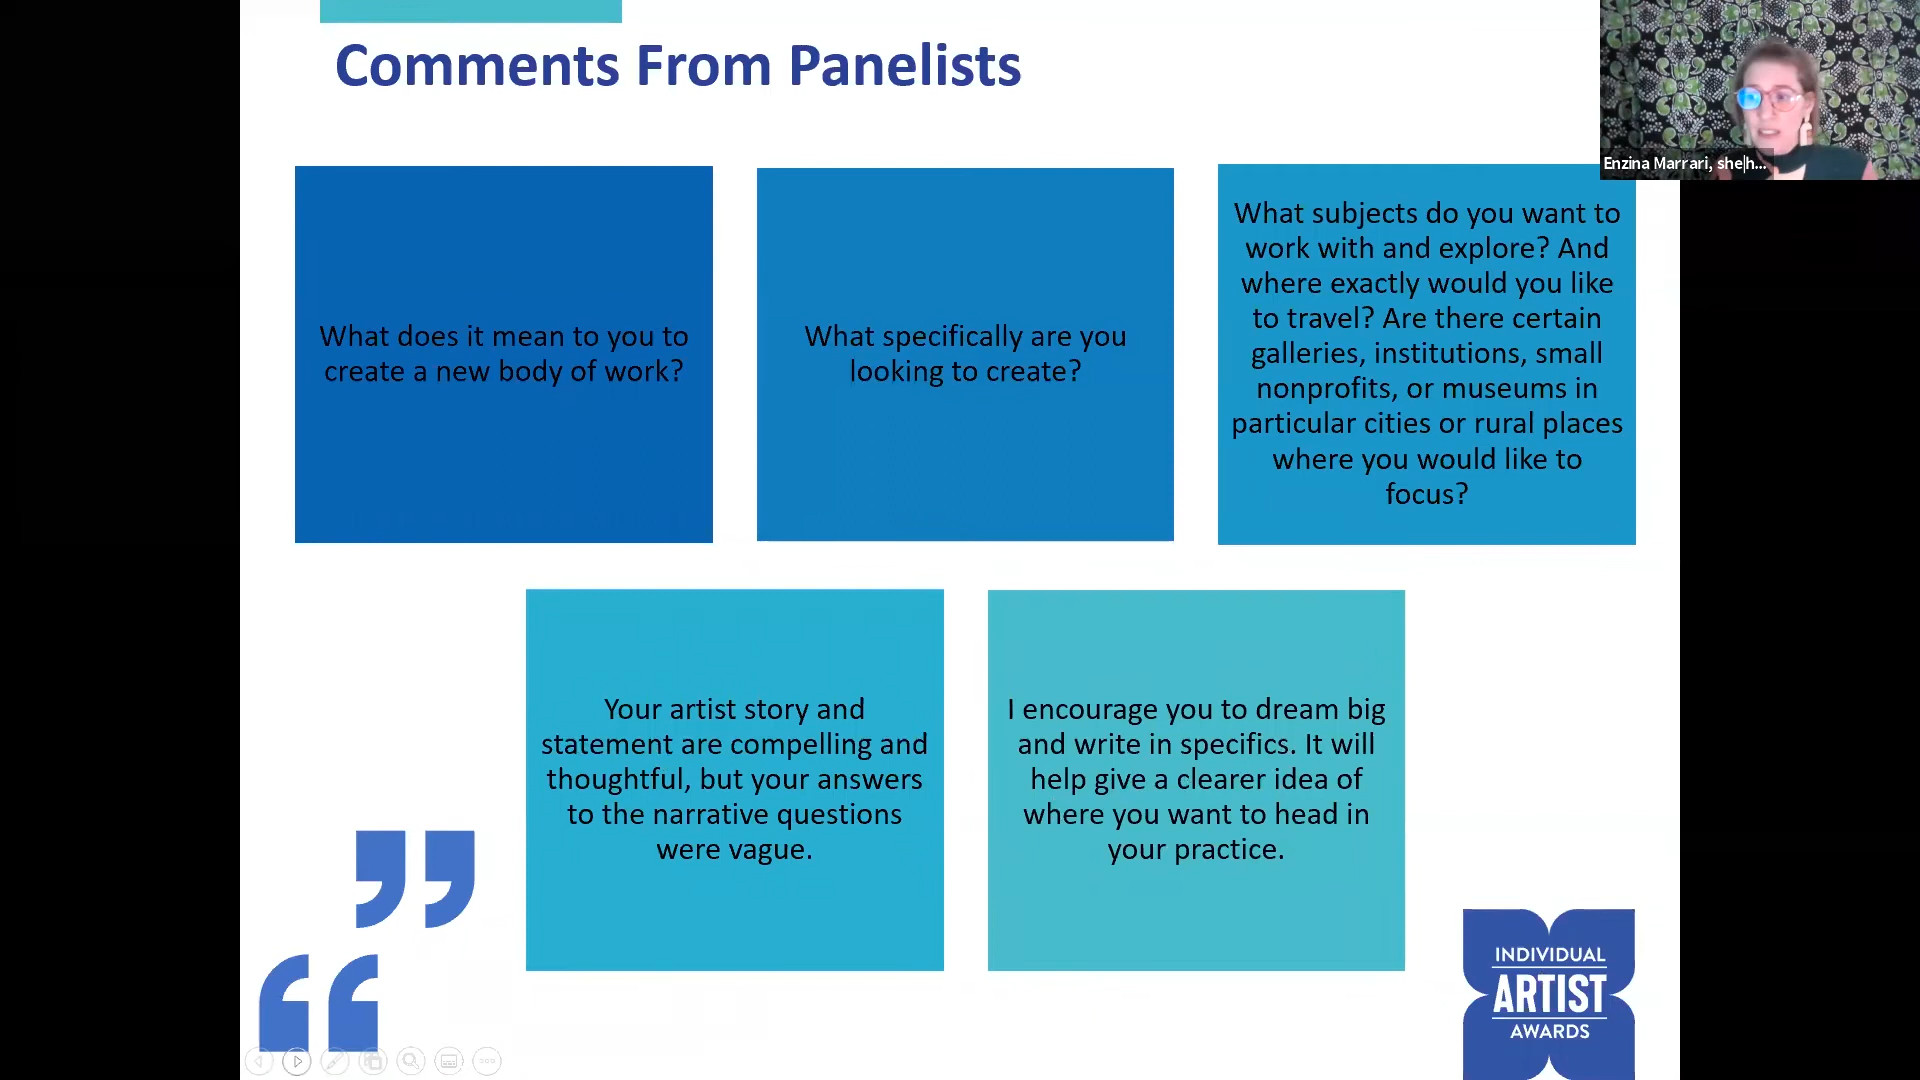 Comments From Panelists
Enzina Marrari, she|h...
What does it mean to you to
create a new body of work?
What specifically are you
looking to create?
What subjects do you want to
work with and explore? And
where exactly would you like
to travel? Are there certain
galleries, institutions, small
nonprofits, or museums in
particular cities or rural places
where you would like to
focus?
Your artist story and
statement are compelling and
thoughtful, but your answers
to the narrative questions
were vague.
I encourage you to dream big
and write in specifics. It will
help give a clearer idea of
where you want to head in
your practice.
INDIVIDUAL
ARTIST
AWARDS